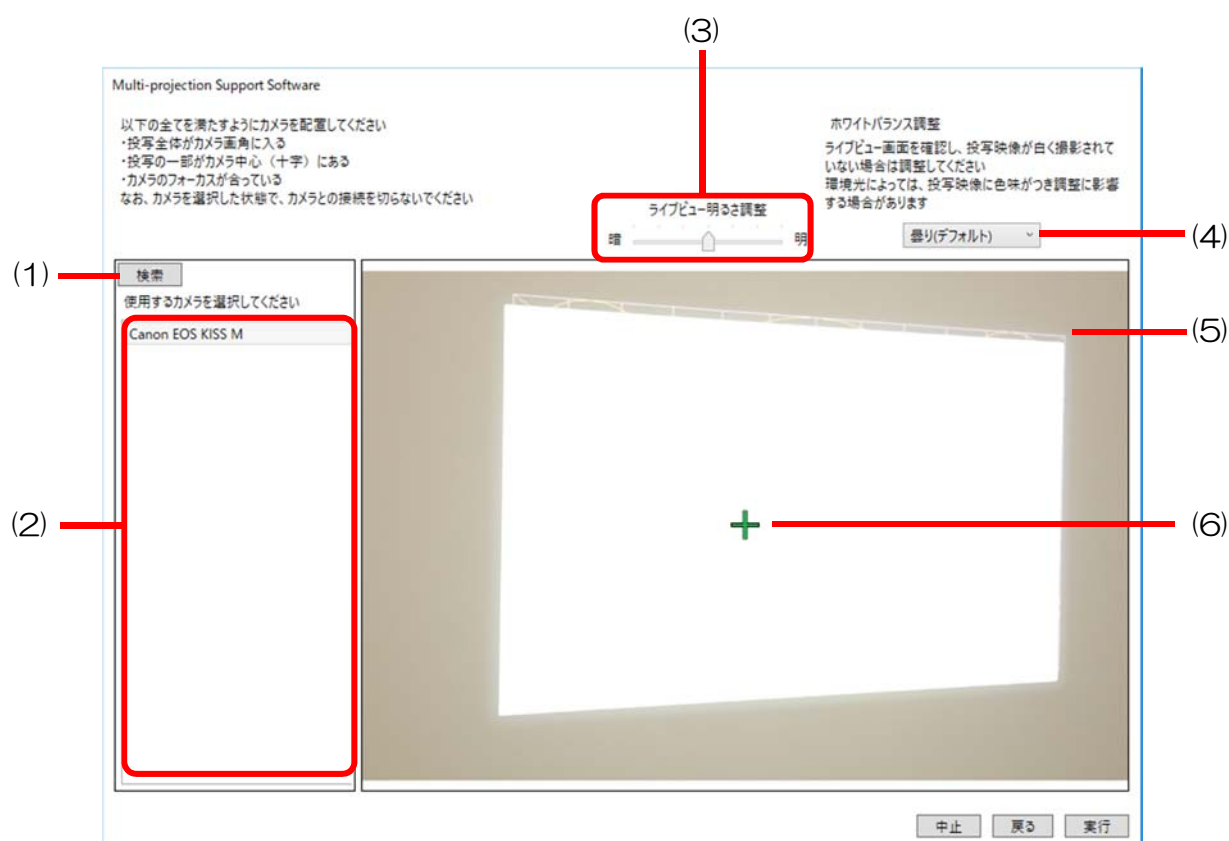 (3)
Multi-projection Support Software
以下の全てを満たすようにカメラを配置してください
・投写全体がカメラ画角に入る
・投写の一部がカメラ中心（十字）にある
・カメラのフォーカスが合っている
なお、カメラを選択した状態で、カメラとの接続を切らないでください
ホワイトバランス調整
ライブビュー画面を確認し、投写映像が白く撮影されて
いない場合は調整してください
環境光によっては、投写映像に色味がつき調整に影響
する場合があります
ライブビュー明るさ調整
暗 明
曇り(デフォルト)
(4)
(1)
検索
使用するカメラを選択してください
Canon EOS KISS M
(5)
(2)
(6)
中止 戻る 実行